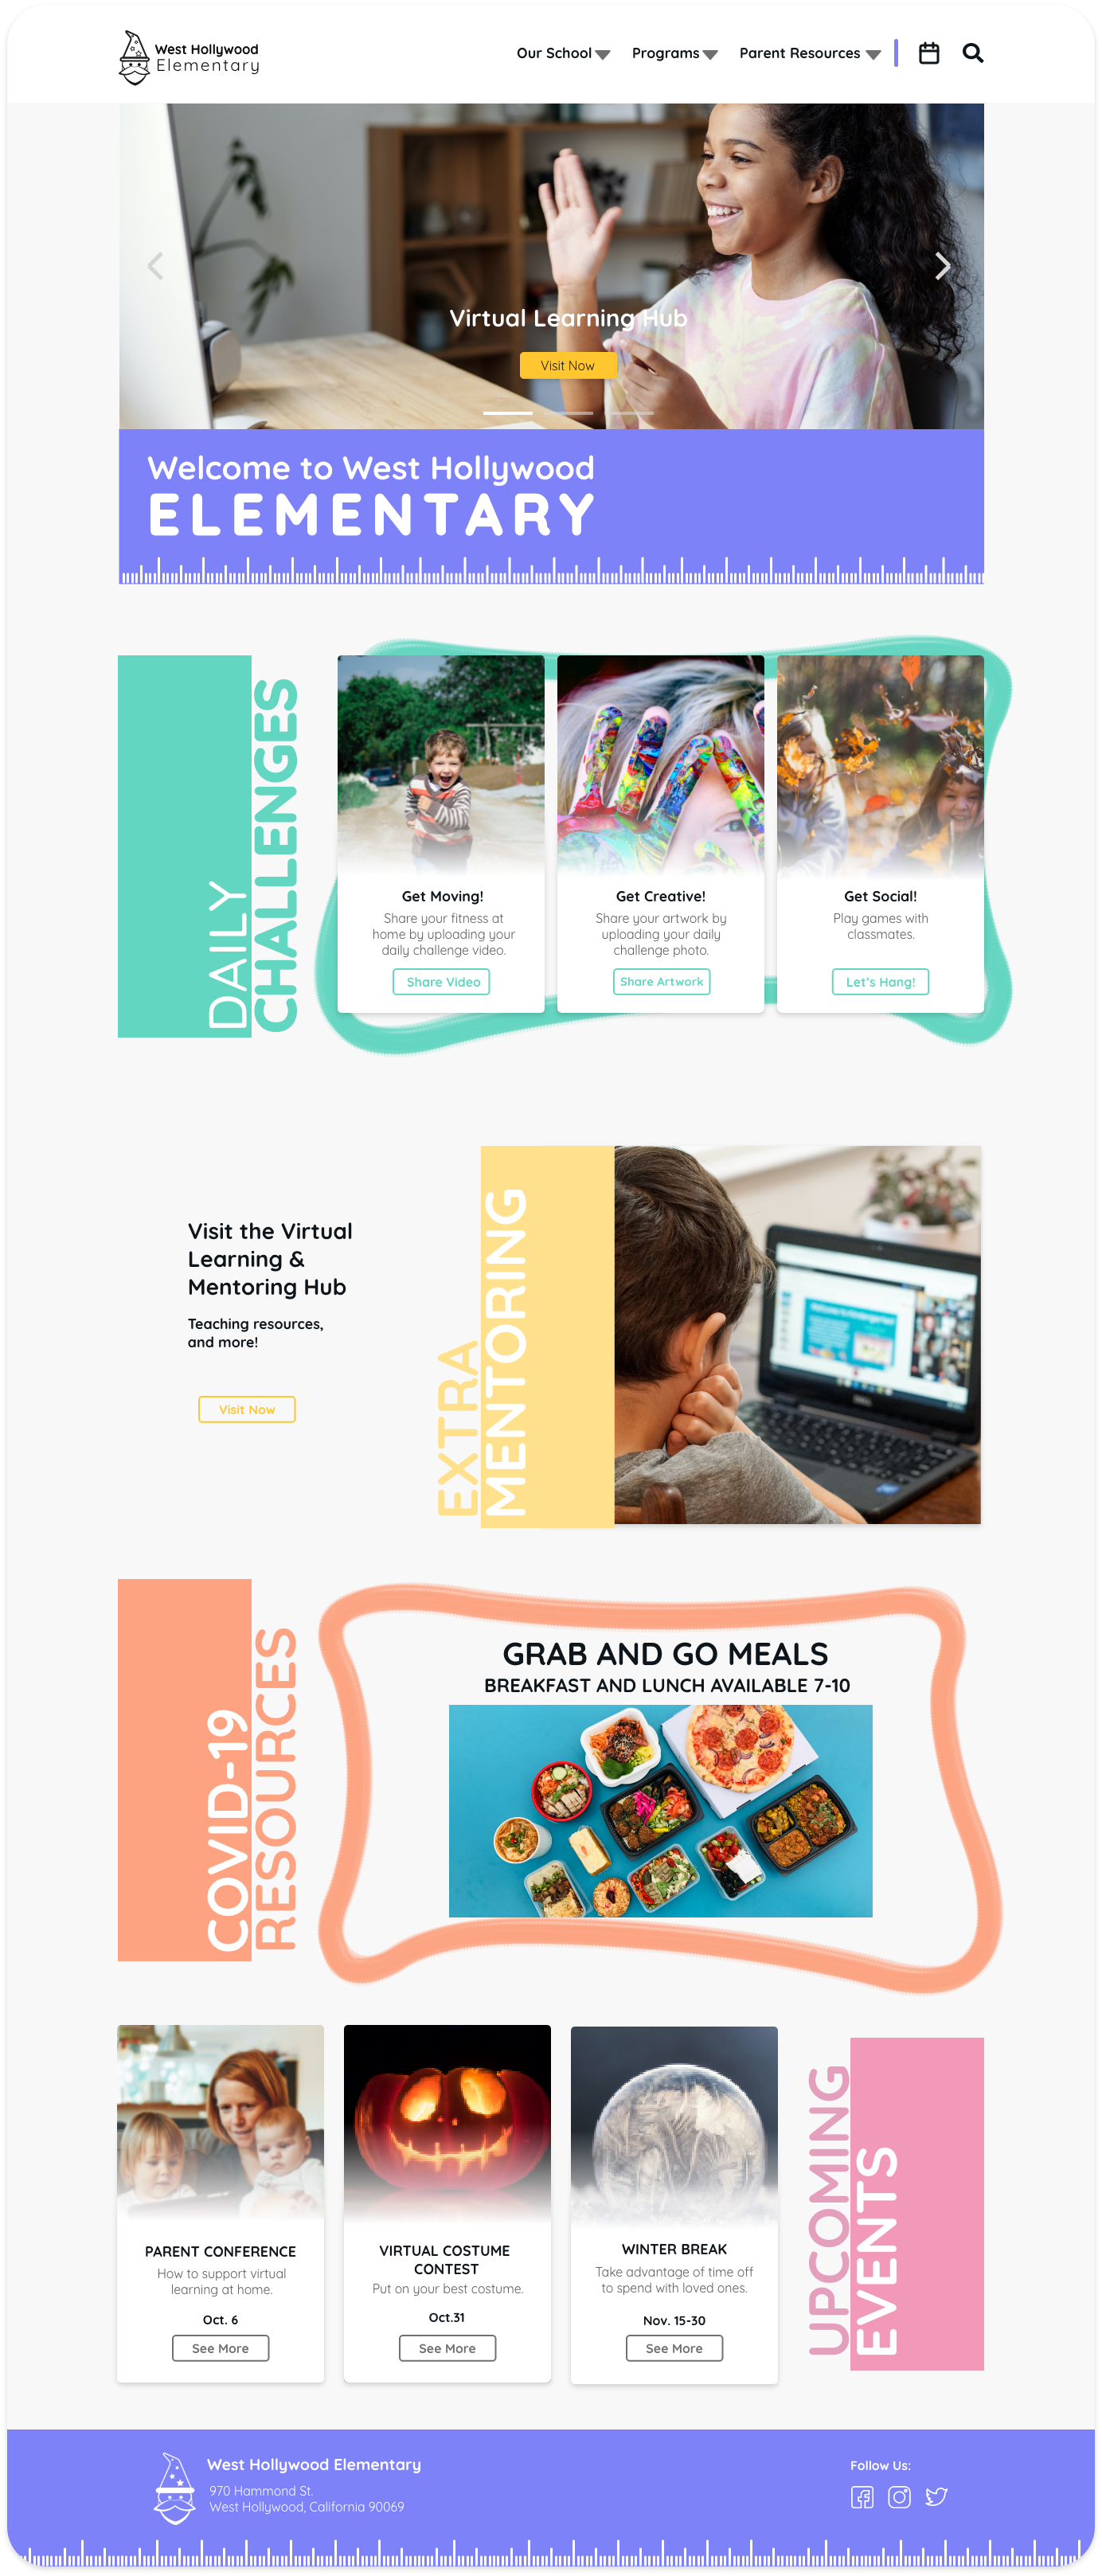 West Hollywood
Elementary
Our School
Programs
Parent Resources
Virtual Learning Hub
Visit Now
Welcome to West Hollywood
ELEMENTARY
DAILY
CHALLENGES
Get Moving!
Share your fitness at
home by uploading your
daily challenge video.
Share Video
Get Creative!
Share your artwork by
uploading your daily
challenge photo.
Share Artwork
Get Social!
Play games with
classmates.
Let's Hang!
Visit the Virtual
Learning &
Mentoring Hub
Teaching resources,
and more!
Visit Now
EXTRA
MENTORING
COVID-19
RESOURCES
GRAB AND GO MEALS
BREAKFAST AND LUNCH AVAILABLE 7-10
PARENT CONFERENCE
How to support virtual
learning at home.
Oct. 6
See More
VIRTUAL COSTUME
CONTEST
Put on your best costume.
Oct.31
See More
WINTER BREAK
Take advantage of time off
to spend with loved ones.
Nov. 15-30
See More
UPCOMING
EVENTS
West Hollywood Elementary
970 Hammond St.
West Hollywood, California 90069
Follow Us: